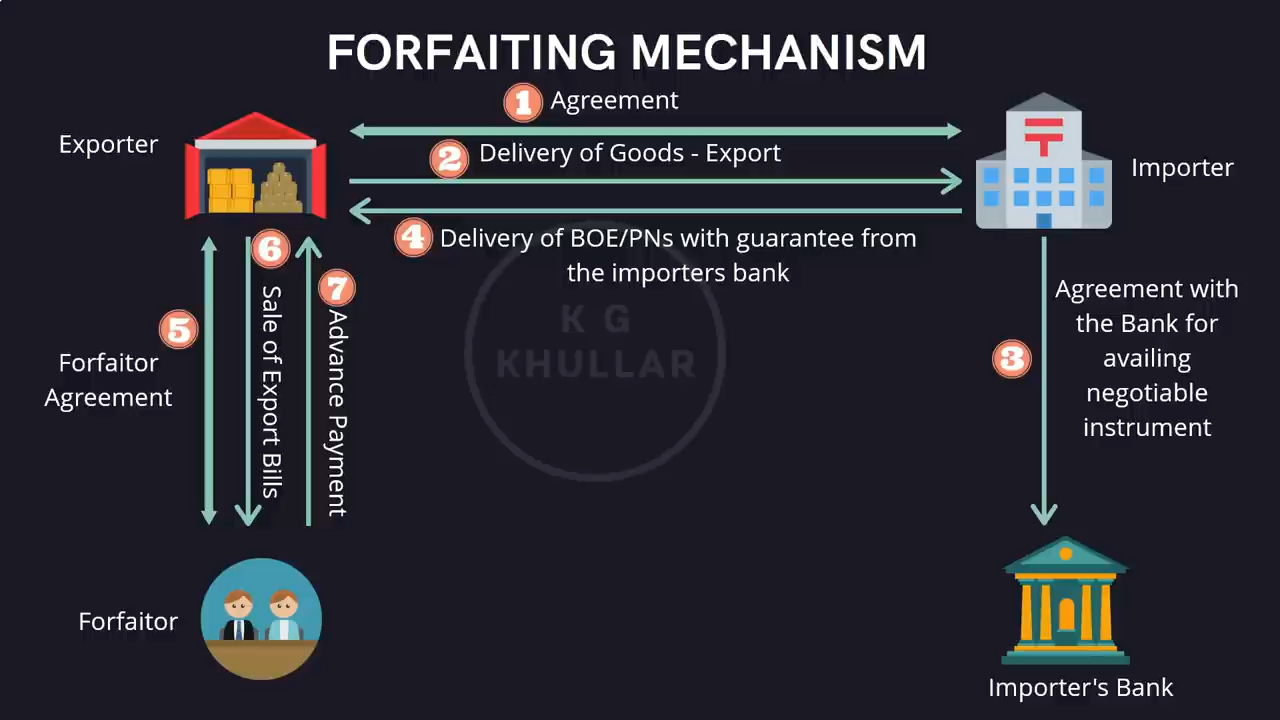 FORFAITING MECHANISM
1 Agreement
Exporter
2 Delivery of Goods - Export
Importer
4 Delivery of BOE/PNs with guarantee from
the importers bank
6
Sale of Export Bills
7
Advance Payment
5
Forfaitor
Agreement
3
Agreement with
the Bank for
availing
negotiable
instrument
K G
KHULLAR
Forfaitor
Importer's Bank